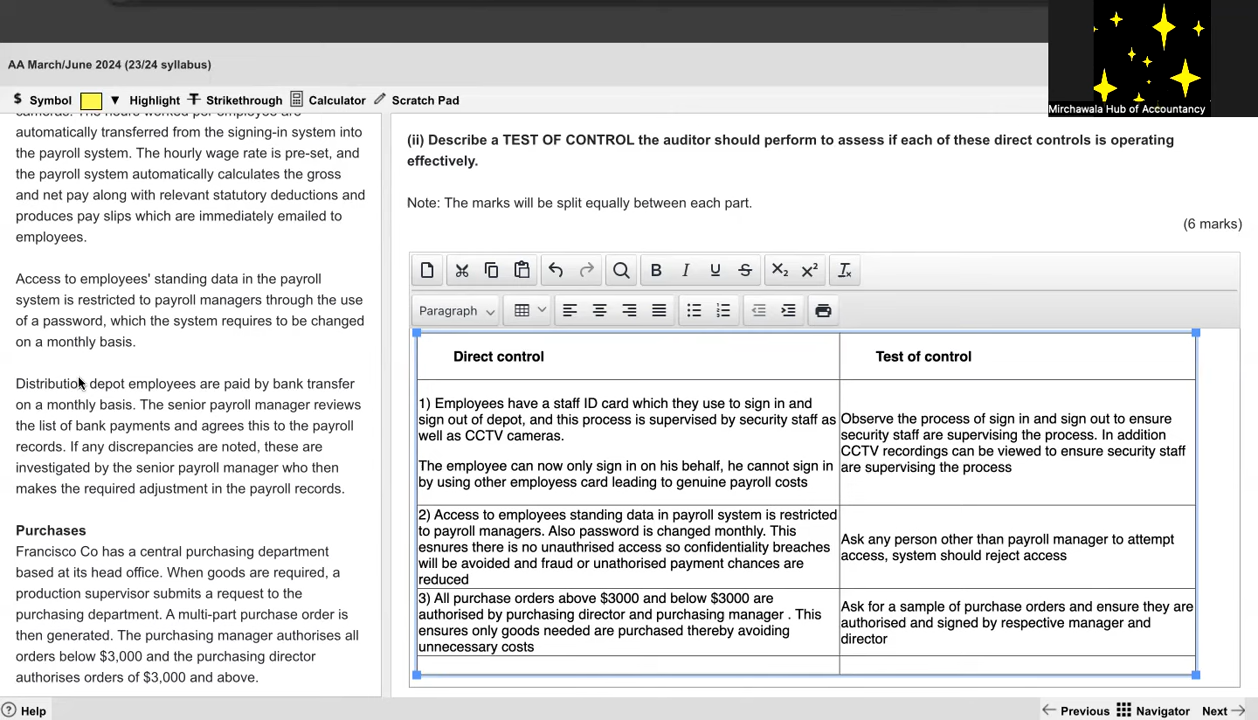 AA March/June 2024 (23/24 syllabus)
Mirchawala Hub of Accountancy
$ Symbol Highlight Strikethrough Calculator Scratch Pad
automatically transferred from the signing-in system into
the payroll system. The hourly wage rate is pre-set, and
the payroll system automatically calculates the gross
and net pay along with relevant statutory deductions and
produces pay slips which are immediately emailed to
employees.
Access to employees' standing data in the payroll
system is restricted to payroll managers through the use
of a password, which the system requires to be changed
on a monthly basis.
Distribution depot employees are paid by bank transfer
on a monthly basis. The senior payroll manager reviews
the list of bank payments and agrees this to the payroll
records. If any discrepancies are noted, these are
investigated by the senior payroll manager who then
makes the required adjustment in the payroll records.
Purchases
Francisco Co has a central purchasing department
based at its head office. When goods are required, a
production supervisor submits a request to the
purchasing department. A multi-part purchase order is
then generated. The purchasing manager authorises all
orders below $3,000 and the purchasing director
authorises orders of $3,000 and above.
(ii) Describe a TEST OF CONTROL the auditor should perform to assess if each of these direct controls is operating
effectively.
Note: The marks will be split equally between each part.
(6 marks)
B I U S X₂ X² Tx
Paragraph
Direct control
Test of control
1) Employees have a staff ID card which they use to sign in and
sign out of depot, and this process is supervised by security staff as
well as CCTV cameras.
The employee can now only sign in on his behalf, he cannot sign in
by using other employess card leading to genuine payroll costs
Observe the process of sign in and sign out to ensure
security staff are supervising the process. In addition
CCTV recordings can be viewed to ensure security staff
are supervising the process
2) Access to employees standing data in payroll system is restricted
to payroll managers. Also password is changed monthly. This
esnures there is no unauthrised access so confidentiality breaches
will be avoided and fraud or unathorised payment chances are
reduced
Ask any person other than payroll manager to attempt
access, system should reject access
3) All purchase orders above $3000 and below $3000 are
authorised by purchasing director and purchasing manager . This
ensures only goods needed are purchased thereby avoiding
unnecessary costs
Ask for a sample of purchase orders and ensure they are
authorised and signed by respective manager and
director
Help
Previous Navigator Next